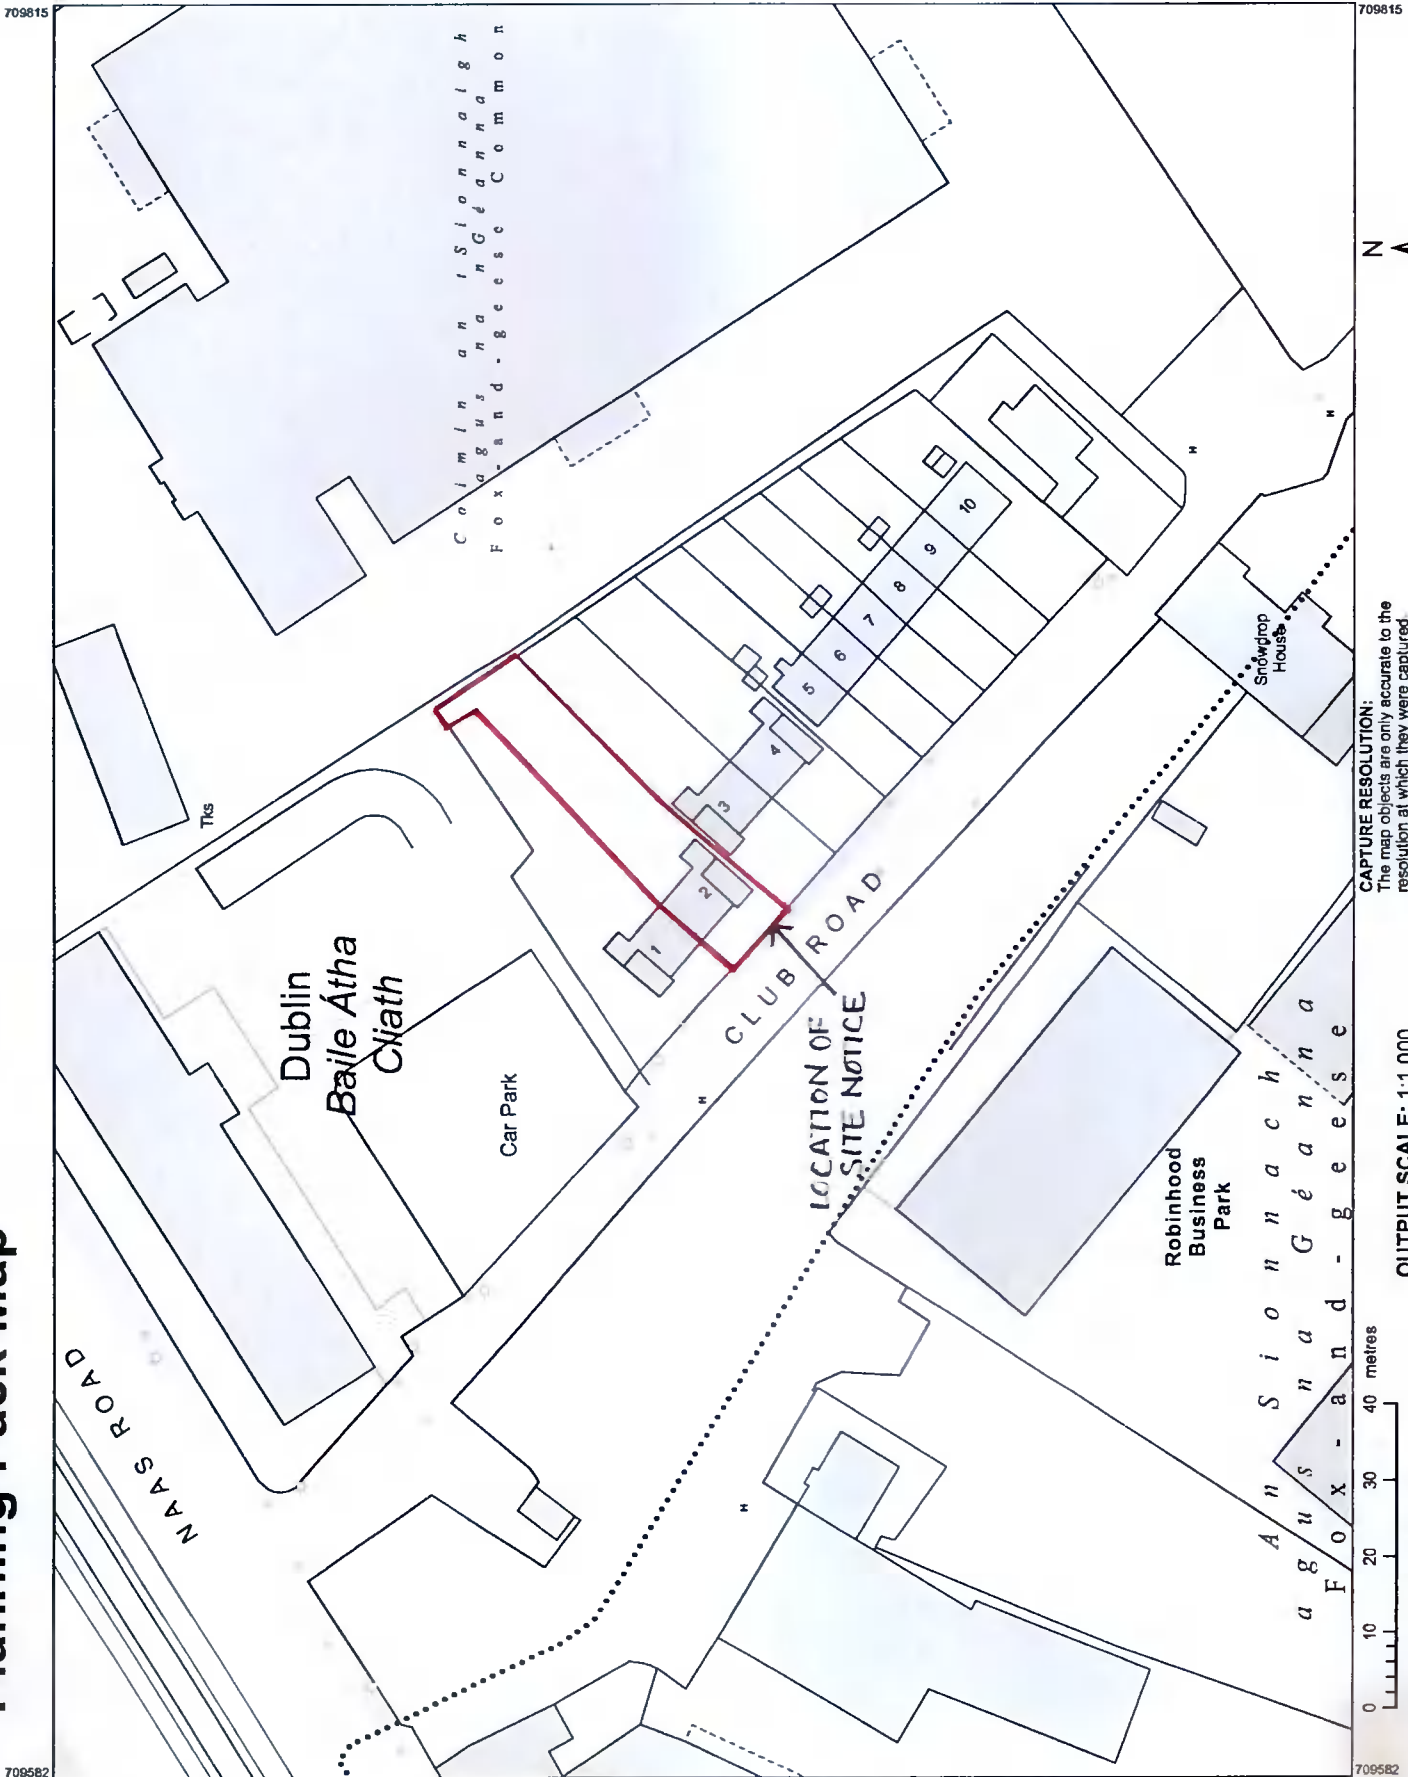 Planning Pack Map
709815
709815
709582
709582
NAAS ROAD
Tks
Dublin
Baile Átha
Cliath
Car Park
Coimín an tSionnaigh
agus na nGéanna
Fox-and-geese Common
1
2
3
4
5
6
7
8
9
10
CLUB ROAD
LOCATION OF
SITE NOTICE
H
H
H
H
Snowdrop
House
Robinhood
Business
Park
An Sionnach
agus na Géanna
Fox-and-geese
N
CAPTURE RESOLUTION:
The map objects are only accurate to the
resolution at which they were captured.
OUTPUT SCALE: 1:1,000
0 10 20 30 40 metres